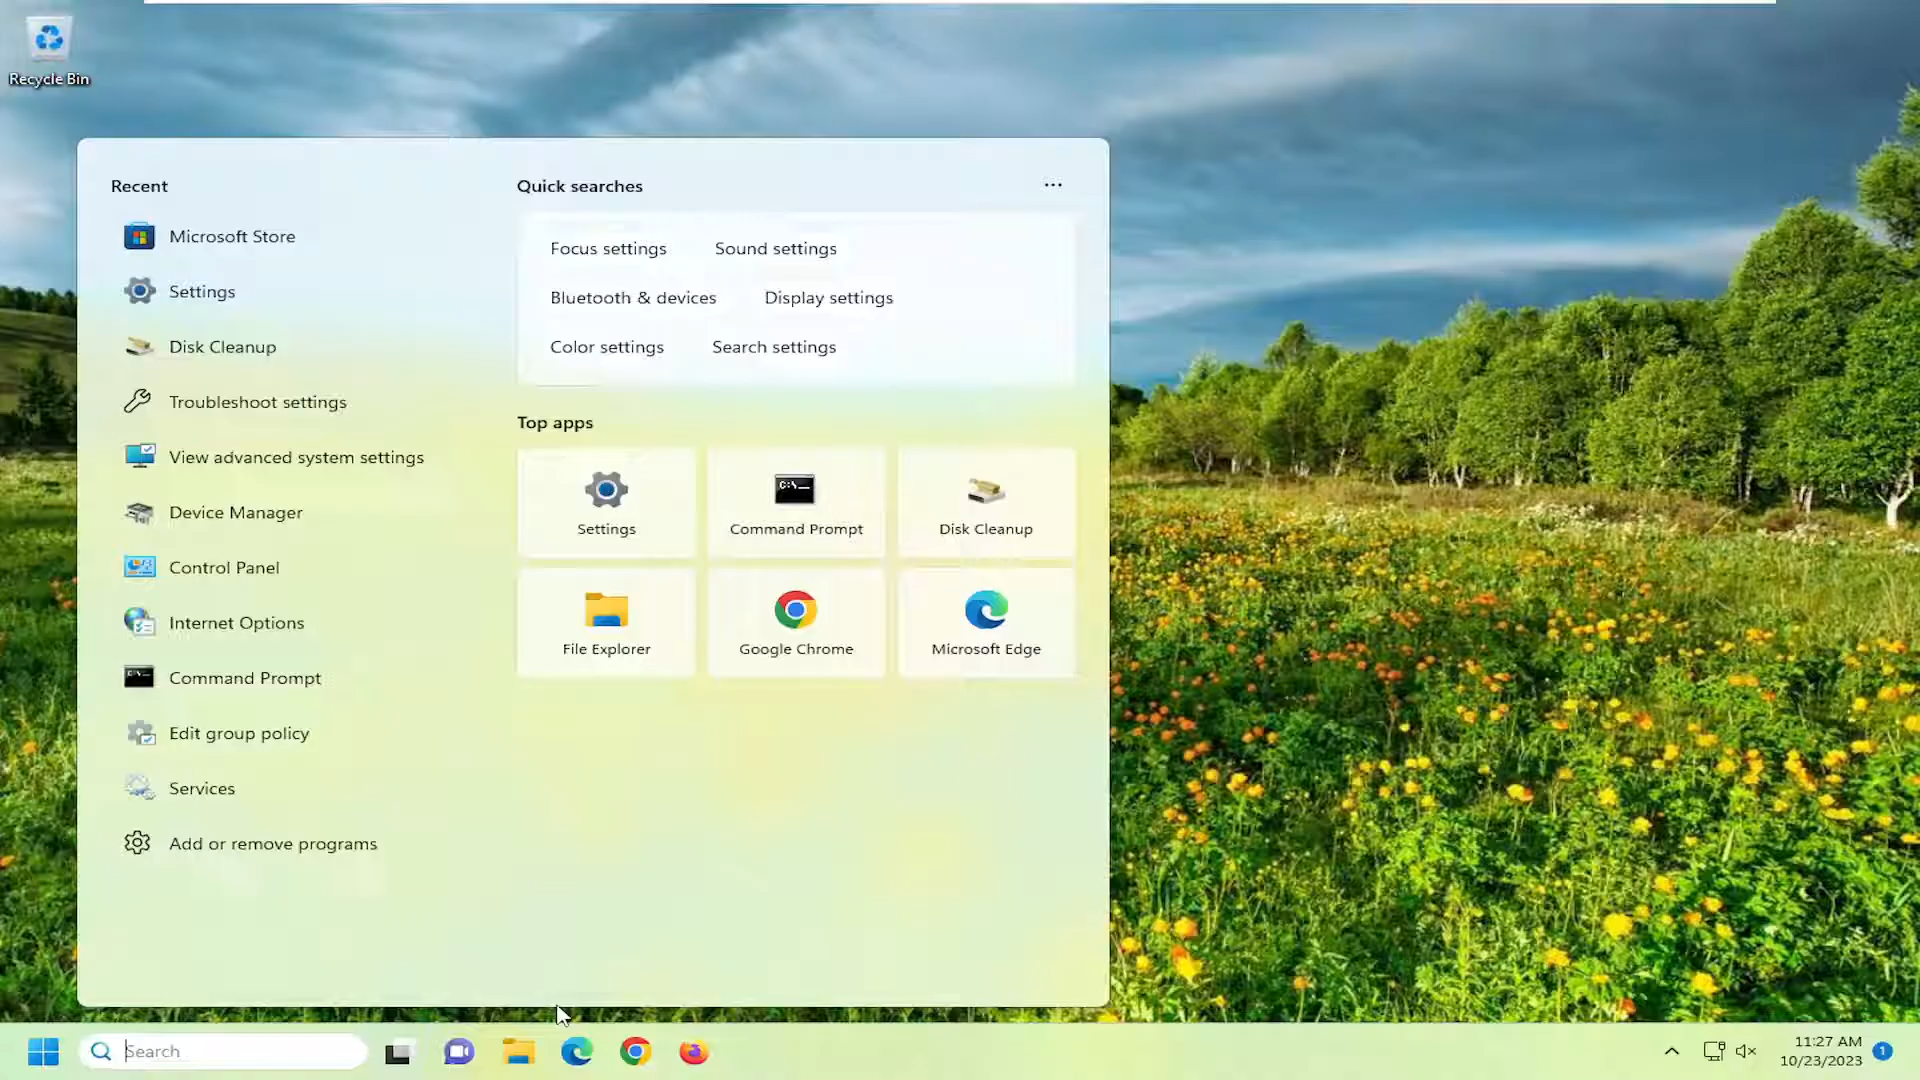 Recycle Bin
Recent
Microsoft Store
Settings
Disk Cleanup
Troubleshoot settings
View advanced system settings
Device Manager
Control Panel
Internet Options
Command Prompt
Edit group policy
Services
Add or remove programs
Quick searches
Focus settings Sound settings
Bluetooth & devices Display settings
Color settings Search settings
Top apps
Settings Command Prompt Disk Cleanup
File Explorer Google Chrome Microsoft Edge
Search
11:27 AM
10/23/2023
1